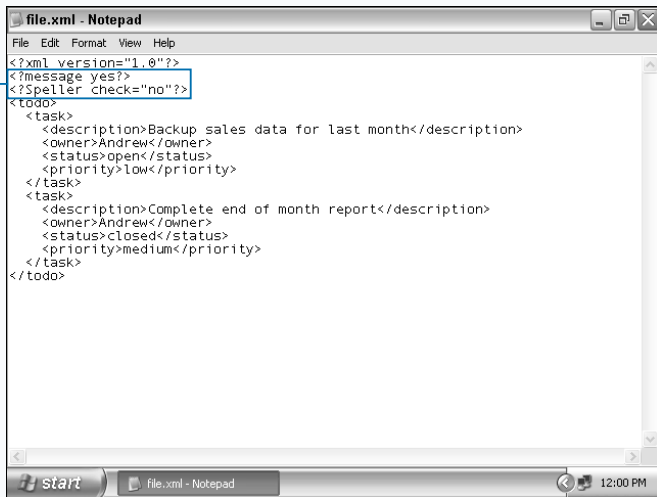 file.xml - Notepad
File Edit Format View Help
<?xml version="1.0"?>
<?message yes?>
<?Speller check="no"?>
<todo>
<task>
<description>Backup sales data for last month</description>
<owner>Andrew</owner>
<status>open</status>
<priority>low</priority>
</task>
<task>
<description>Complete end of month report</description>
<owner>Andrew</owner>
<status>closed</status>
<priority>medium</priority>
</task>
</todo>
start file.xml - Notepad 12:00 PM